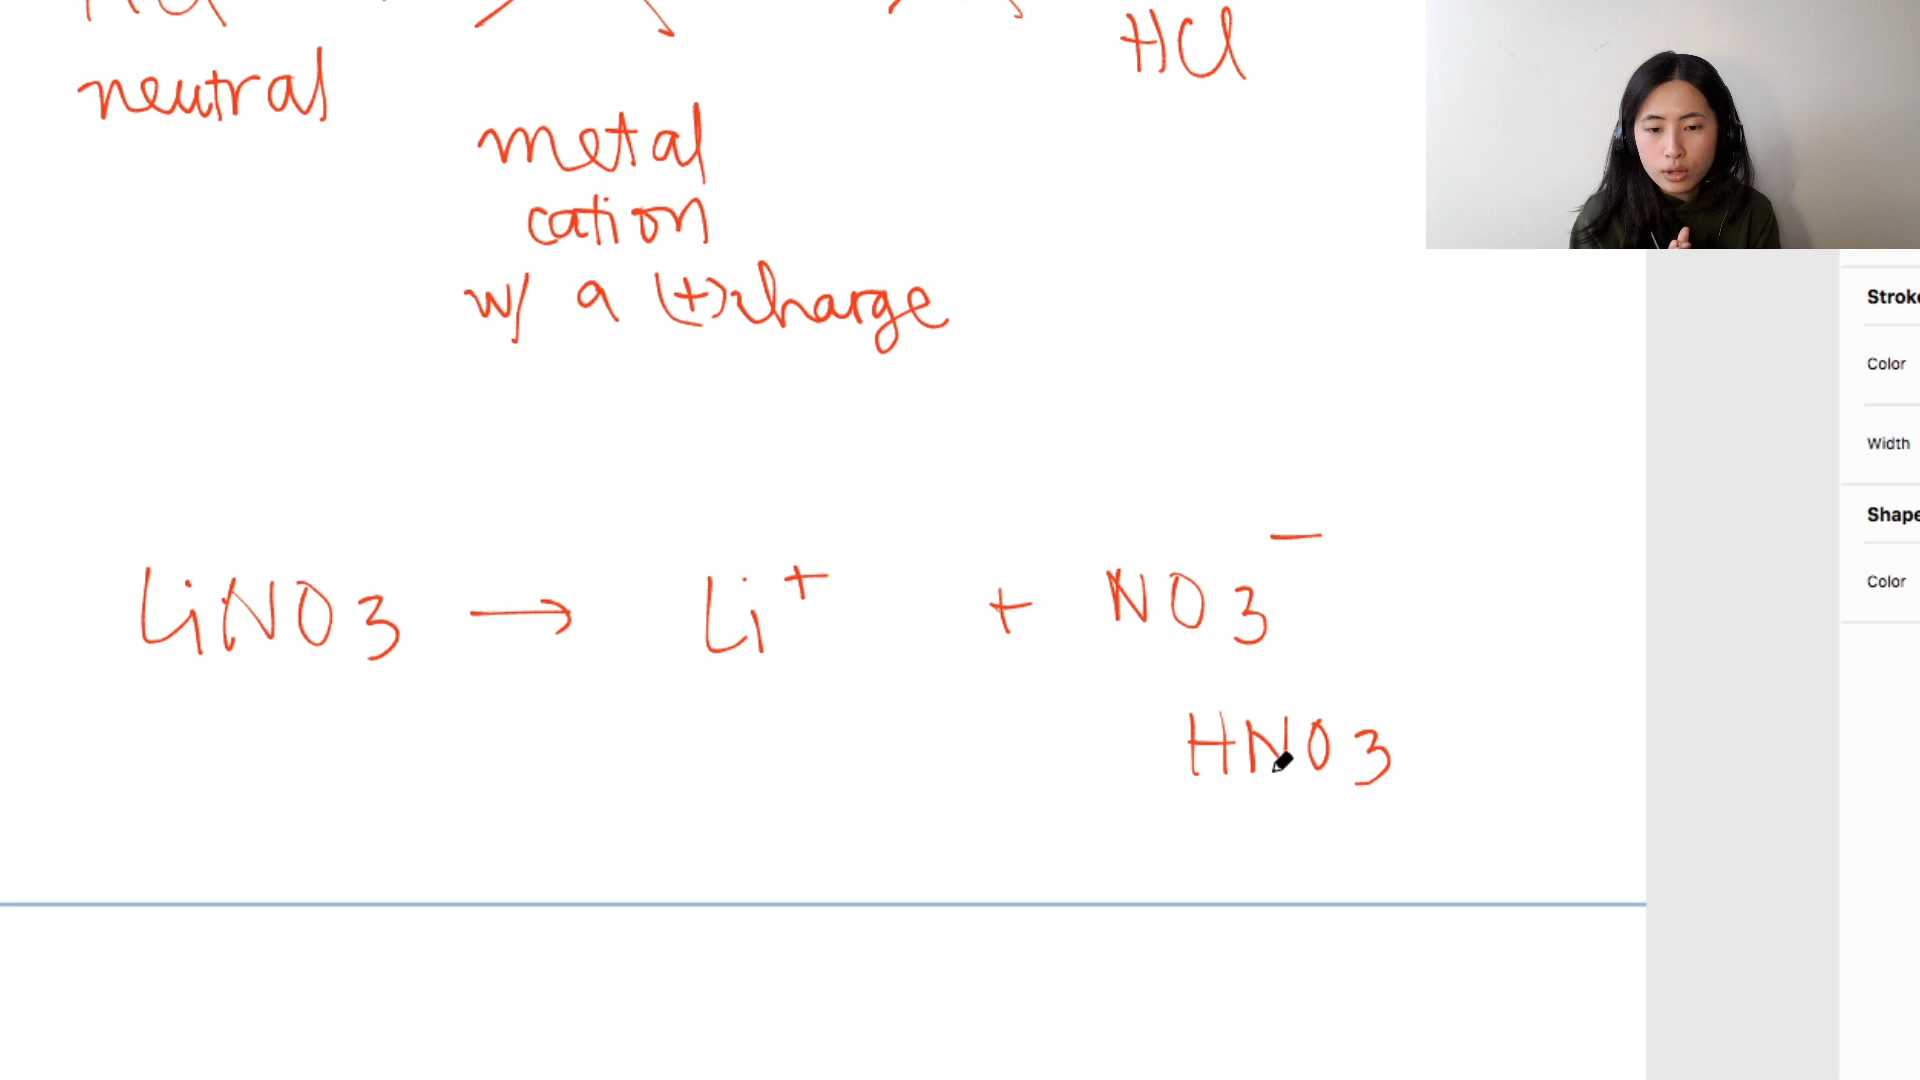 HCl
neutral
metal
cation
w/ a (+) charge
LiNO3 → Li+ + NO3−
HNO3
Stroke
Color
Width
Shape
Color